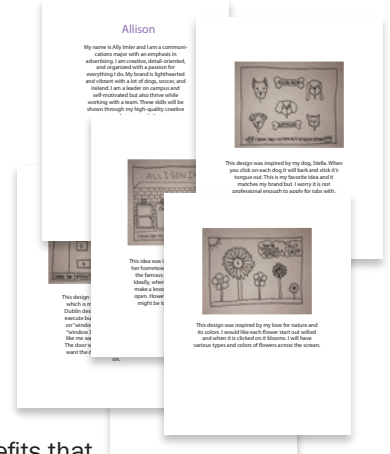 Allison
My name is Ally Imler and I am a communi-
cations major with an emphasis in
advertising. I am creative, detail-oriented,
and organized with a passion for
everything I do. My brand is lighthearted
and vibrant with a lot of dogs, soccer, and
Ireland. I am a leader on campus and
self-motivated but also thrive while
working with a team. These skills will be
shown through my high-quality creative
This design was inspired by my dog, Stella. When
you click on each dog it will bark and stick it's
tongue out. This is my favorite idea and it
matches my brand but I worry it is not
professional enough to apply for jobs with.
ALLISON I
This idea was i
her hometow
the famous
Ideally, when
make a knoc
open. Howe
might be t
This design
which is m
Dublin des
execute bu
on "window
"window
like me wa
The door w
want the c
on.
This design was inspired by my love for nature and
its colors. I would like each flower start out wilted
and when it is clicked on it blooms. I will have
various types and colors of flowers across the screen.
efits that